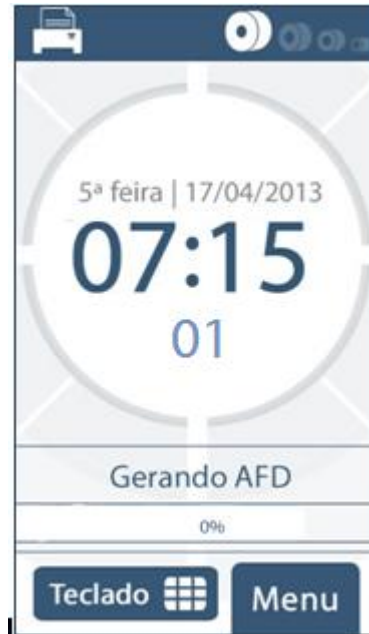 5ª feira | 17/04/2013
07:15
01
Gerando AFD
0%
Teclado
Menu